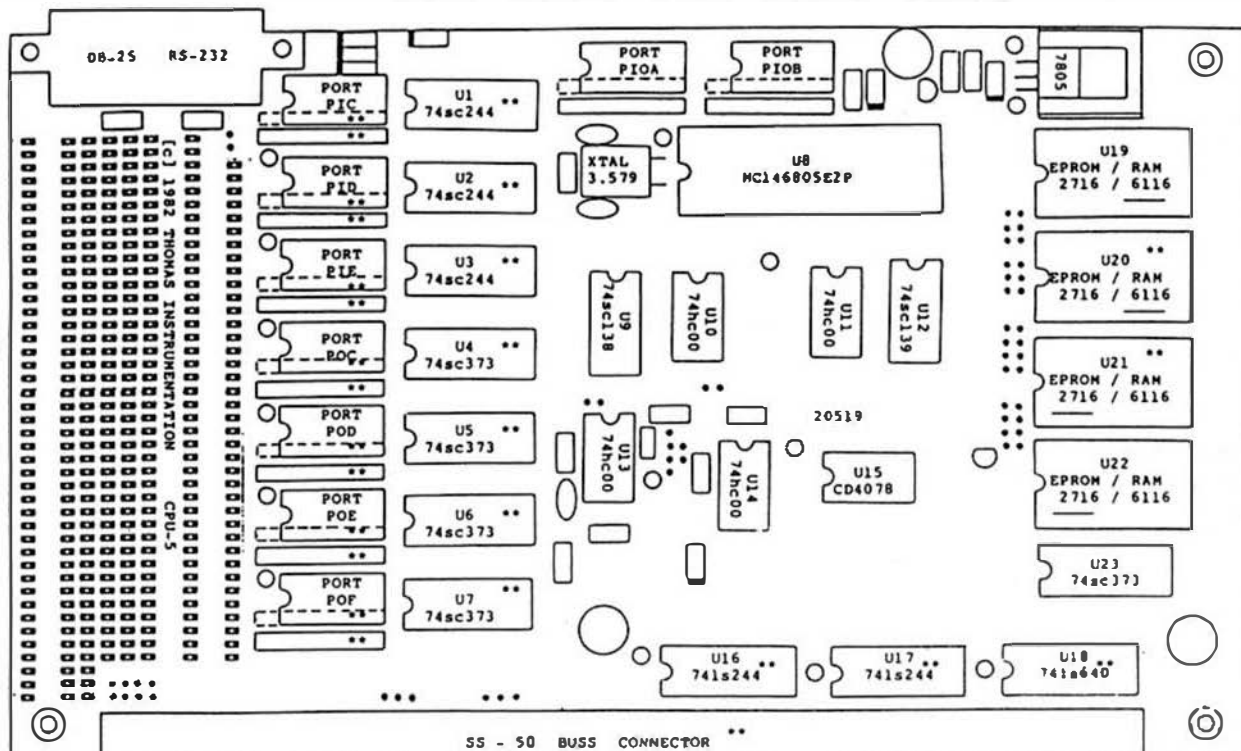 DB-25 RS-232
PORT
PIC
**
**
U1 **
74sc244
PORT
PIOA
PORT
PIOB
7805
[c] 1982 THOMAS INSTRUMENTATION CPU-5
PORT
PID
**
**
U2 **
74sc244
XTAL
3.579
U8
MC146805E2P
U19
EPROM / RAM
2716 / 6116
PORT
PIE
**
**
U3 **
74sc244
U9
74sc138
U10
74hc00
U11
74hc00
U12
74sc139
U20 **
EPROM / RAM
2716 / 6116
PORT
POC
**
**
U4 **
74sc373
U21 **
EPROM / RAM
2716 / 6116
PORT
POD
**
**
U5 **
74sc373
U13
74hc00
U14
74hc00
20519
U15
CD4078
U22
EPROM / RAM
2716 / 6116
PORT
POE
**
**
U6 **
74sc373
U23
74sc373
PORT
POF
**
**
U7 **
74sc373
U16 **
74ls244
U17 **
74ls244
U18 **
74ls640
SS - 50 BUSS CONNECTOR **